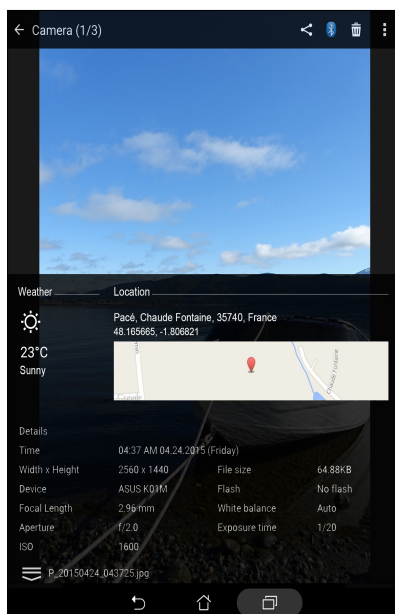 Camera (1/3)
Weather
Location
23°C
Sunny
Pacé, Chaude Fontaine, 35740, France
48.165665, -1.806821
Chaude Fontaine
Google
Details
Time 04:37 AM 04.24.2015 (Friday)
Width x Height 2560 x 1440 File size 64.88KB
Device ASUS K01M Flash No flash
Focal Length 2.96 mm White balance Auto
Aperture f/2.0 Exposure time 1/20
ISO 1600
P_20150424_043725.jpg